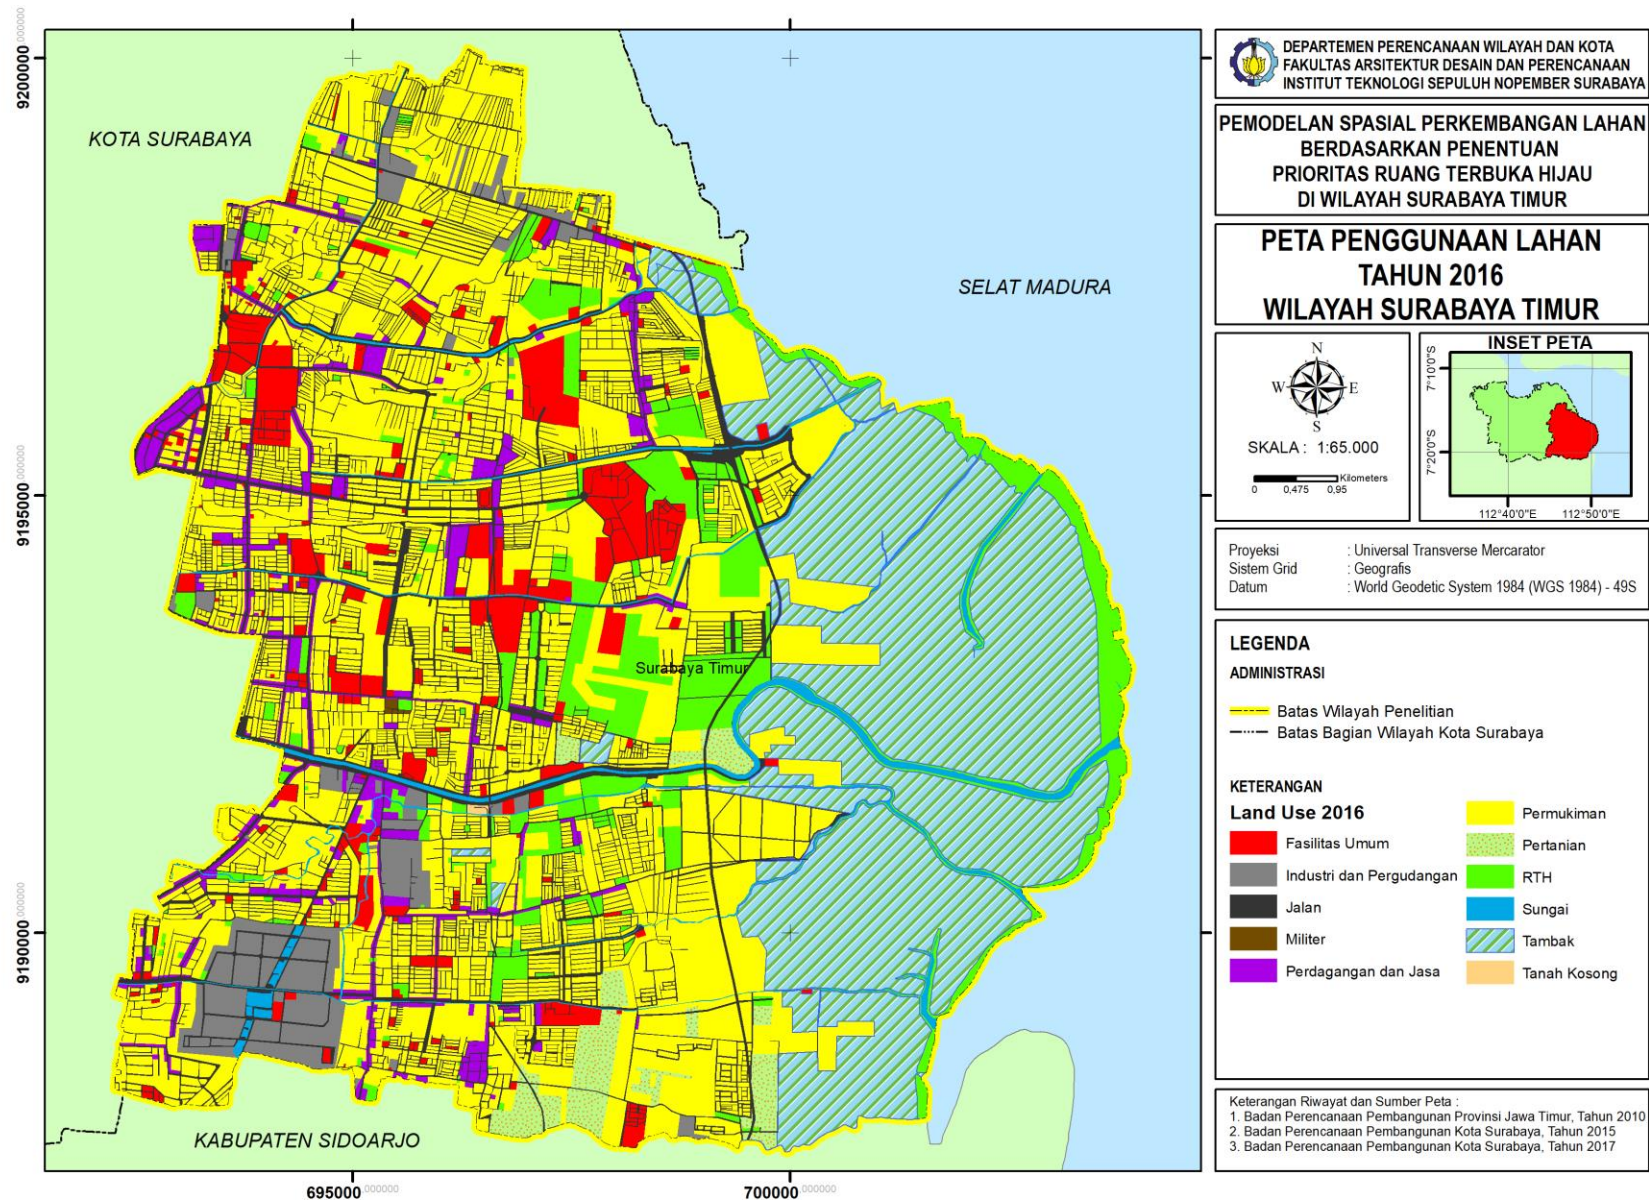 DEPARTEMEN PERENCANAAN WILAYAH DAN KOTA
FAKULTAS ARSITEKTUR DESAIN DAN PERENCANAAN
INSTITUT TEKNOLOGI SEPULUH NOPEMBER SURABAYA
PEMODELAN SPASIAL PERKEMBANGAN LAHAN
BERDASARKAN PENENTUAN
PRIORITAS RUANG TERBUKA HIJAU
DI WILAYAH SURABAYA TIMUR
PETA PENGGUNAAN LAHAN
TAHUN 2016
WILAYAH SURABAYA TIMUR
N
W E
S
SKALA : 1:65.000
Kilometers
0 0,475 0,95
INSET PETA
7°10'0"S
7°20'0"S
112°40'0"E 112°50'0"E
Proyeksi : Universal Transverse Mercarator
Sistem Grid : Geografis
Datum : World Geodetic System 1984 (WGS 1984) - 49S
LEGENDA
ADMINISTRASI
Batas Wilayah Penelitian
Batas Bagian Wilayah Kota Surabaya
KETERANGAN
Land Use 2016
Fasilitas Umum
Industri dan Pergudangan
Jalan
Militer
Perdagangan dan Jasa
Permukiman
Pertanian
RTH
Sungai
Tambak
Tanah Kosong
Keterangan Riwayat dan Sumber Peta :
1. Badan Perencanaan Pembangunan Provinsi Jawa Timur, Tahun 2010
2. Badan Perencanaan Pembangunan Kota Surabaya, Tahun 2015
3. Badan Perencanaan Pembangunan Kota Surabaya, Tahun 2017
KOTA SURABAYA
SELAT MADURA
Surabaya Timur
KABUPATEN SIDOARJO
9200000,000000
9195000,000000
9190000,000000
695000,000000
700000,000000